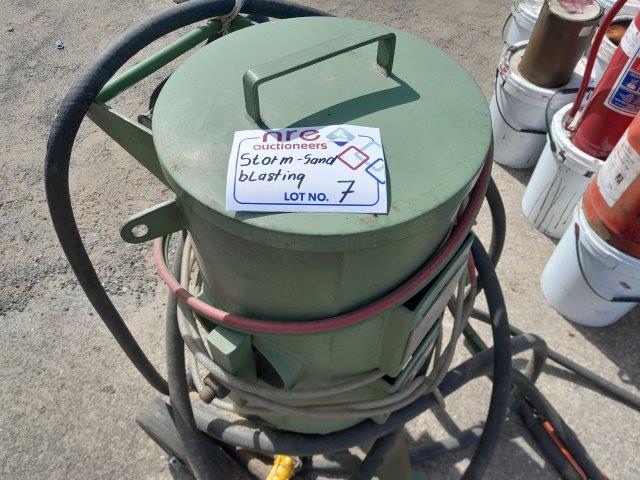 nre
auctioneers
Storm-Sand
bLasting
LOT NO. 7